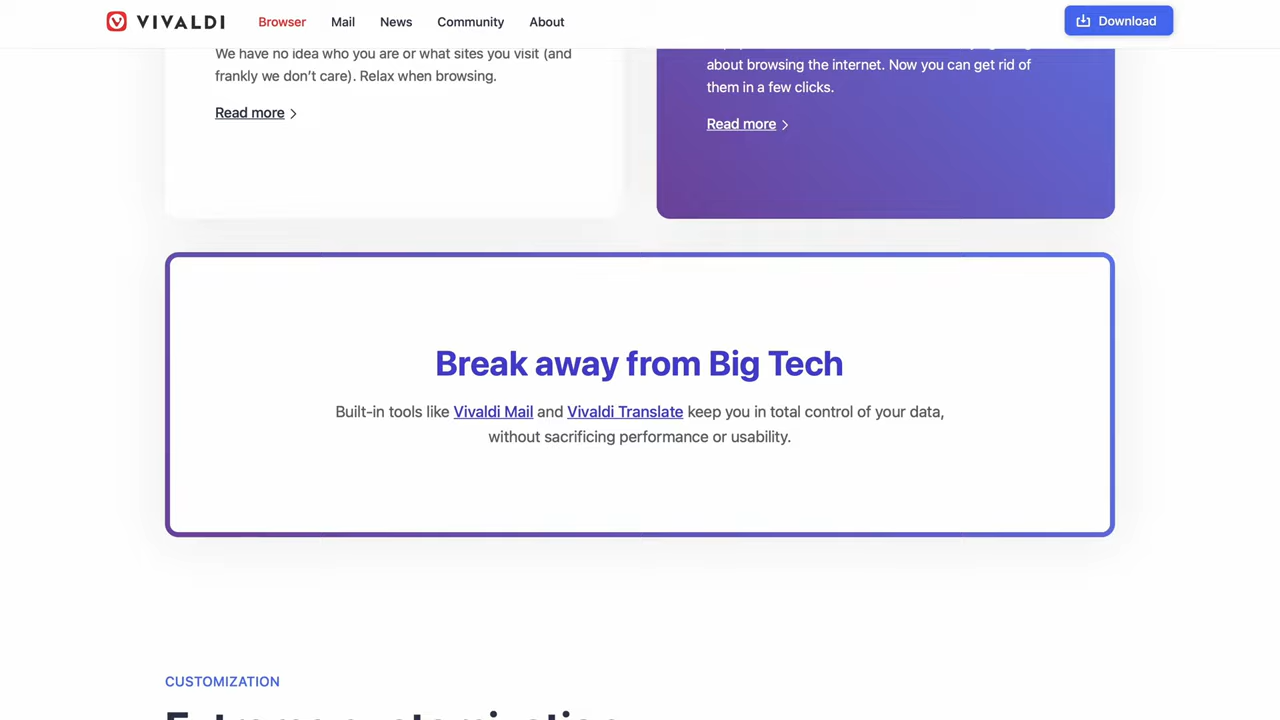 VIVALDI
Browser
Mail
News
Community
About
Download
We have no idea who you are or what sites you visit (and
frankly we don’t care). Relax when browsing.
Read more
about browsing the internet. Now you can get rid of
them in a few clicks.
Read more
Break away from Big Tech
Built-in tools like Vivaldi Mail and Vivaldi Translate keep you in total control of your data,
without sacrificing performance or usability.
CUSTOMIZATION
Extreme customization